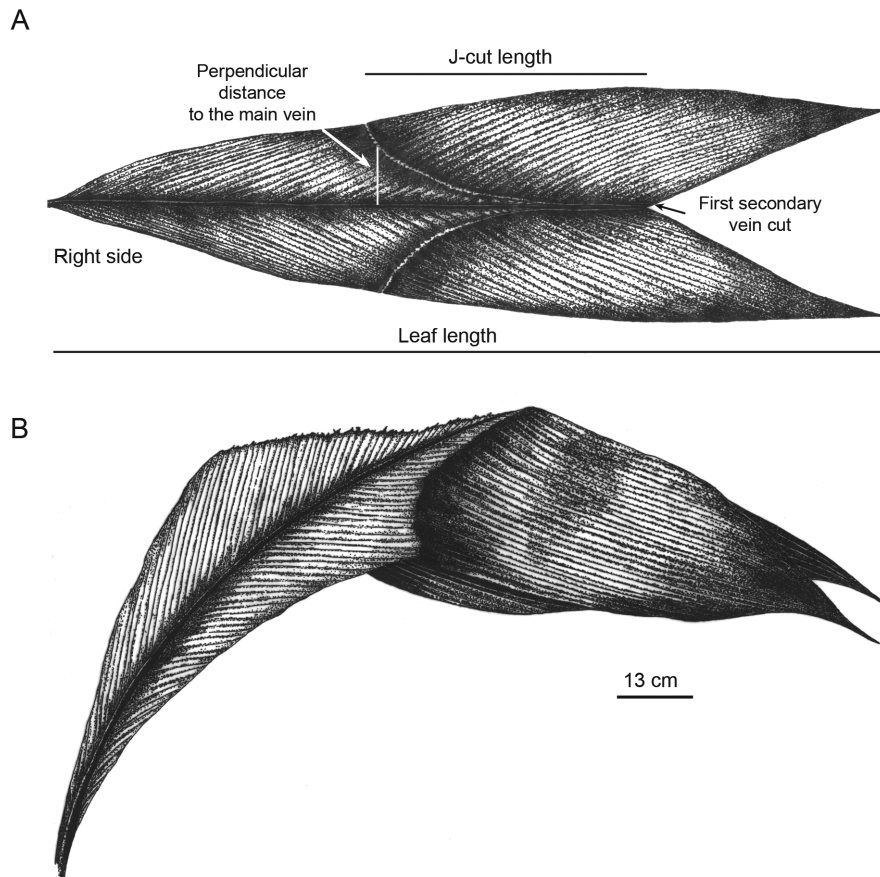 A
J-cut length
Perpendicular
distance
to the main vein
First secondary
vein cut
Right side
Leaf length
B
13 cm